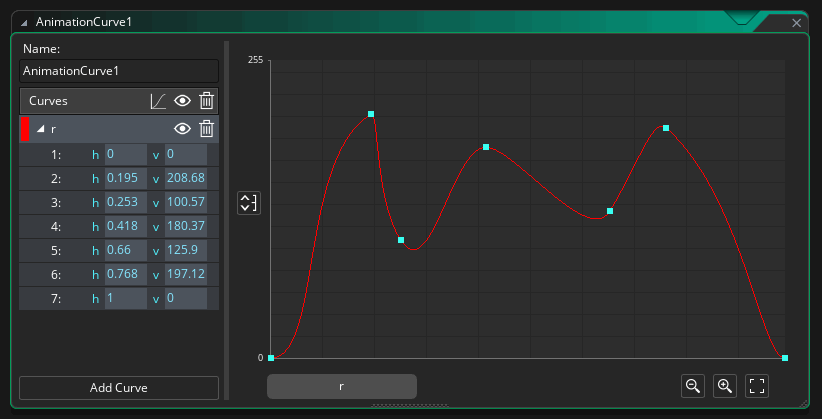 AnimationCurve1
Name:
AnimationCurve1
Curves
r
1: h 0 v 0
2: h 0.195 v 208.68
3: h 0.253 v 100.57
4: h 0.418 v 180.37
5: h 0.66 v 125.9
6: h 0.768 v 197.12
7: h 1 v 0
Add Curve
255
0
r